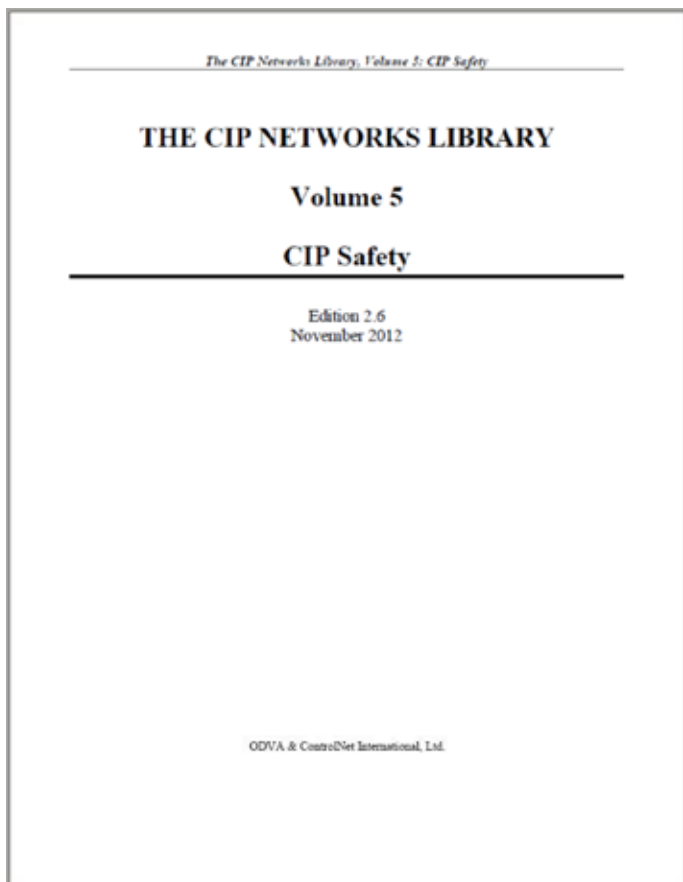 The CIP Networks Library, Volume 5: CIP Safety
THE CIP NETWORKS LIBRARY
Volume 5
CIP Safety
Edition 2.6
November 2012
ODVA & ControlNet International, Ltd.